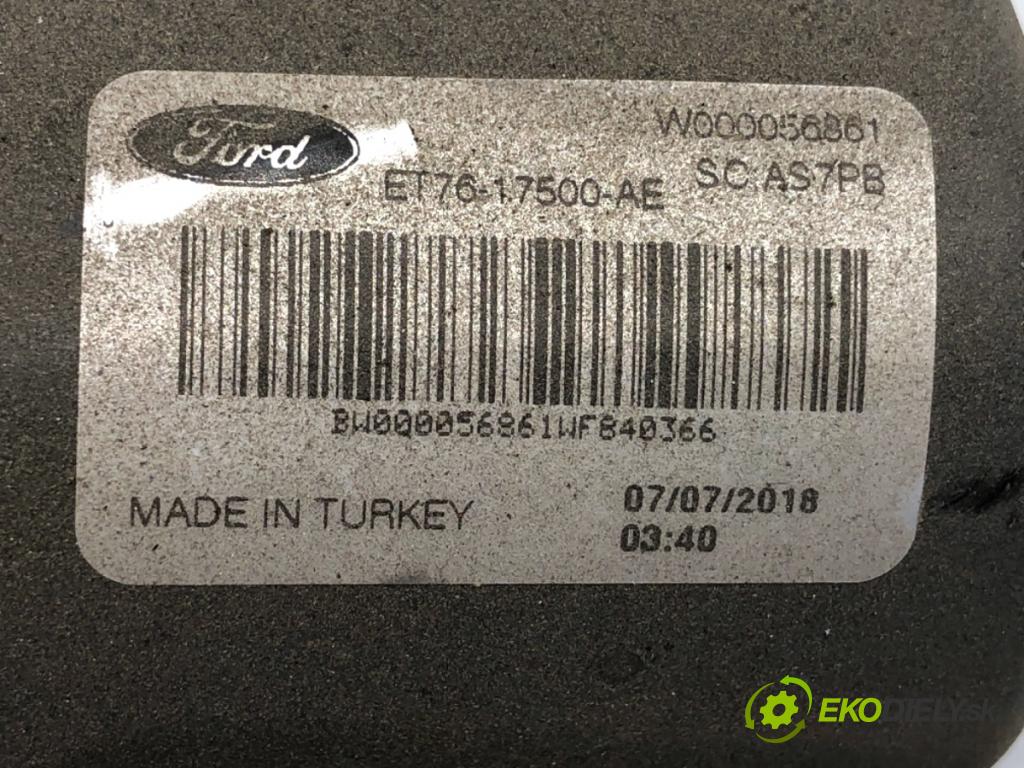 Ford
W000056861
ET76-17500-AE
SC:AS7PB
BW000056861WF840366
MADE IN TURKEY
07/07/2018
03:40
EKODIELY.sk